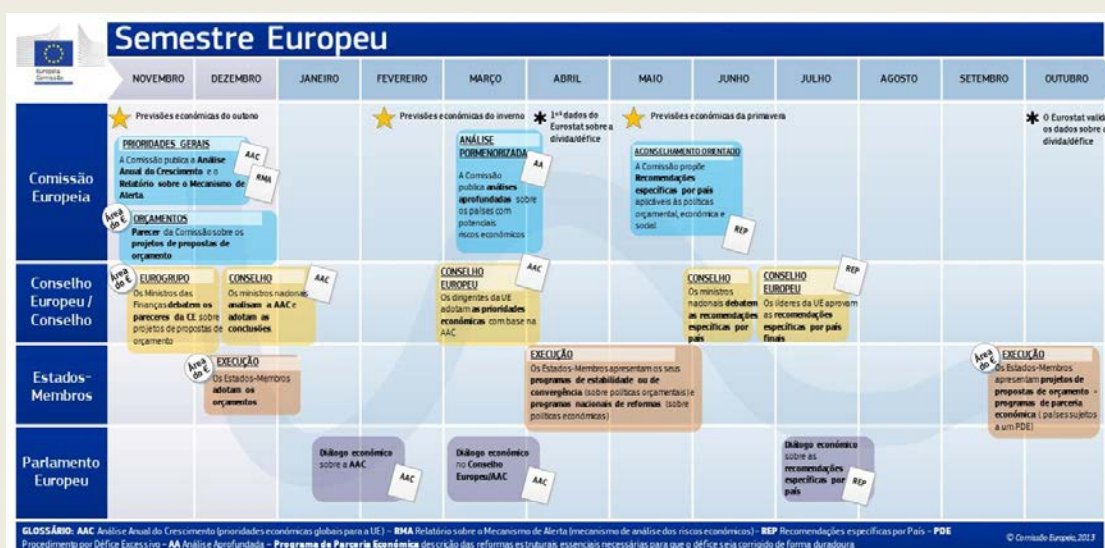 Semestre Europeu
Comissão
NOVEMBRO
DEZEMBRO
JANEIRO
FEVEREIRO
MARÇO
ABRIL
MAIO
JUNHO
JULHO
AGOSTO
SETEMBRO
OUTUBRO
Comissão
Europeia
Previsões económicas do outono
Previsões económicas do inverno
1ºs dados do
Eurostat sobre a
dívida/défice
Previsões económicas da primavera
O Eurostat valida
os dados sobre a
dívida/défice
PRIORIDADES GERAIS
A Comissão publica a Análise
Anual do Crescimento e o
Relatório sobre o Mecanismo de
Alerta
AAC
RMA
Área do €
ORÇAMENTOS
Parecer da Comissão sobre os
projetos de propostas de
orçamento
ANÁLISE
PORMENORIZADA
A Comissão
publica análises
aprofundadas sobre
os países com
potenciais
riscos económicos
AA
ACONSELHAMENTO ORIENTADO
A Comissão propõe
Recomendações
específicas por país
aplicáveis às políticas
orçamental, económica e
social
REP
Conselho
Europeu /
Conselho
Área do €
EUROGRUPO
Os Ministros das
Finanças debatem os
pareceres da CE sobre
projetos de propostas de
orçamento
CONSELHO
Os ministros nacionais
analisam a AAC e
adotam as
conclusões.
AAC
CONSELHO
EUROPEU
Os dirigentes da UE
adotam as prioridades
económicas com base na
AAC
AAC
CONSELHO
Os ministros
nacionais debatem
as recomendações
específicas por
país
CONSELHO
EUROPEU
Os líderes da UE aprovam
as recomendações
específicas por país
finais
REP
Estados-
Membros
Área do €
EXECUÇÃO
Os Estados-Membros
adotam os
orçamentos
EXECUÇÃO
Os Estados-Membros apresentam os seus
programas de estabilidade ou de
convergência (sobre políticas orçamentais) e
programas nacionais de reformas (sobre
políticas económicas)
Área do €
EXECUÇÃO
Os Estados-Membros
apresentam projetos de
propostas de orçamento -
programas de parceria
económica ( países sujeitos
a um PDE)
Parlamento
Europeu
Diálogo económico
sobre a AAC
AAC
Diálogo económico
no Conselho
Europeu/AAC
AAC
Diálogo económico
sobre as
recomendações
específicas por
país
REP
GLOSSÁRIO: AAC Análise Anual do Crescimento (prioridades económicas globais para a UE) – RMA Relatório sobre o Mecanismo de Alerta (mecanismo de análise dos riscos económicos) – REP Recomendações específicas por País – PDE
Procedimento por Défice Excessivo – AA Análise Aprofundada – Programa de Parceria Económica descrição das reformas estruturais essenciais necessárias para que o défice seja corrigido de forma duradoura
© Comissão Europeia, 2013